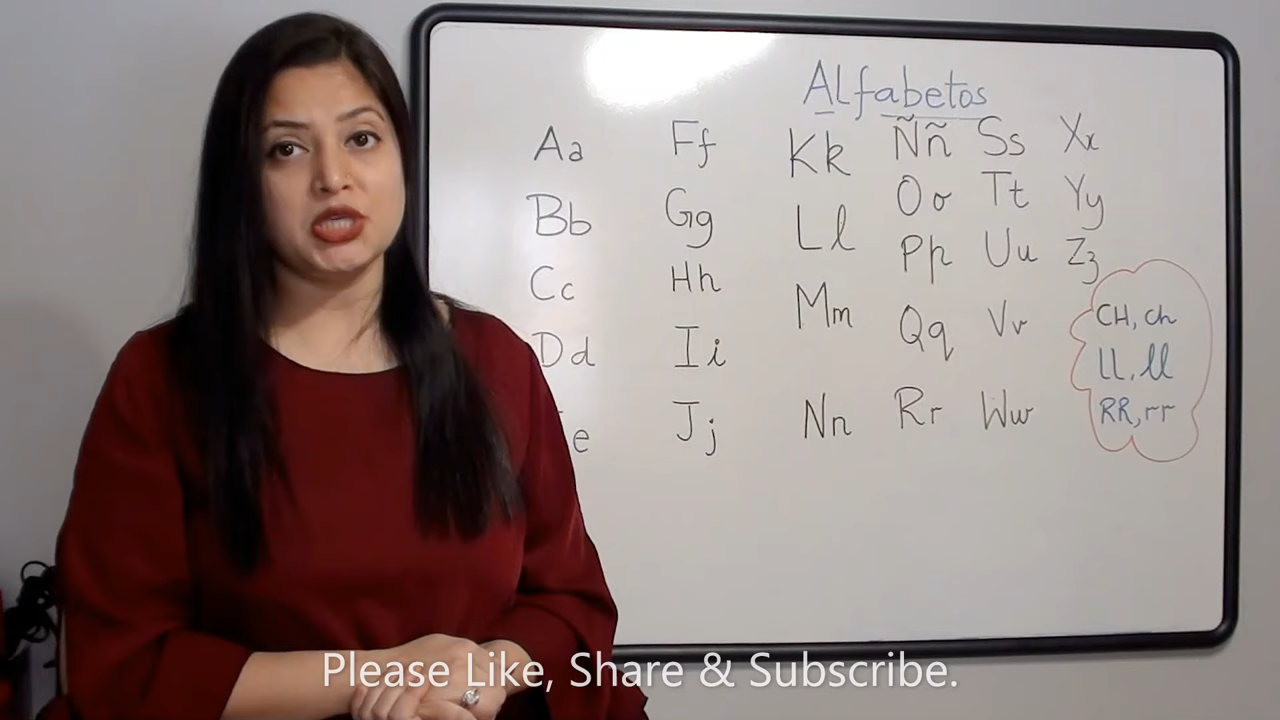 Alfabetos
Aa
Bb
Cc
Dd
e
Ff
Gg
Hh
Ii
Jj
Kk
Ll
Mm
Nn
Ññ
Oo
Pp
Qq
Rr
Ss
Tt
Uu
Vv
Ww
Xx
Yy
Zz
CH, ch
LL, ll
RR, rr
Please Like, Share & Subscribe.